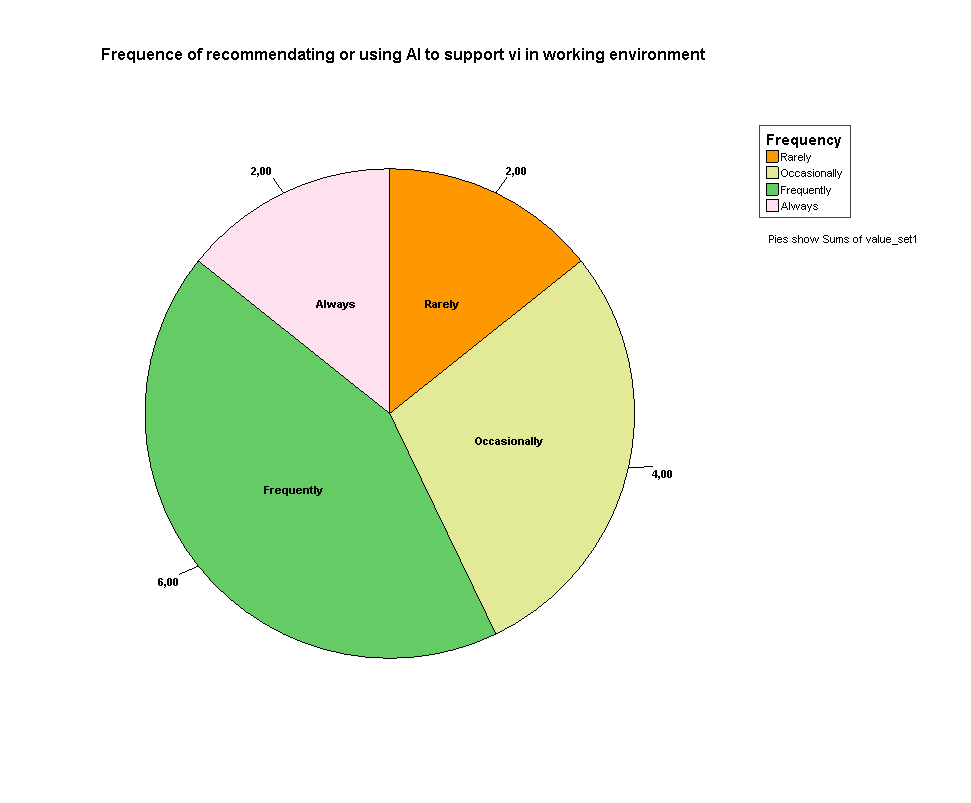 Frequence of recommendating or using AI to support vi in working environment
Frequency
Rarely
Occasionally
Frequently
Always
Pies show Sums of value_set1
2,00
2,00
Always
Rarely
Occasionally
4,00
Frequently
6,00